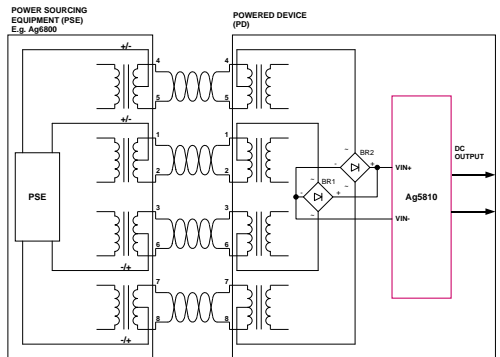 POWER SOURCING
EQUIPMENT (PSE)
E.g. Ag6800
POWERED DEVICE
(PD)
+/-
4
4
5
5
+/-
1
1
2
2
~
BR2
-
+
~
~
BR1
-
+
~
PSE
VIN+
VIN-
Ag5810
DC
OUTPUT
3
3
6
6
-/+
7
7
8
8
-/+